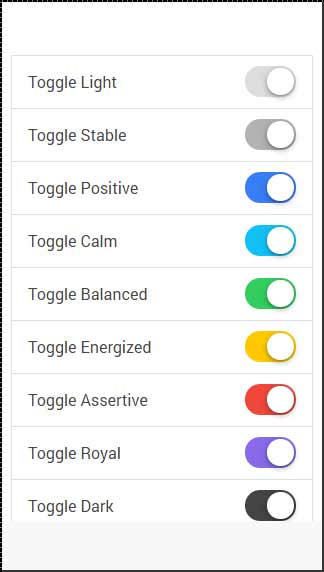 Toggle Light
Toggle Stable
Toggle Positive
Toggle Calm
Toggle Balanced
Toggle Energized
Toggle Assertive
Toggle Royal
Toggle Dark